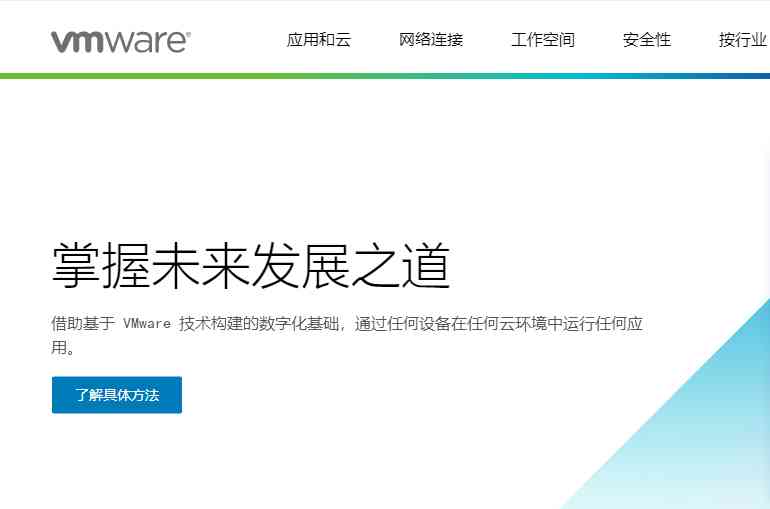 vmware®
应用和云 网络连接 工作空间 安全性 按行业
掌握未来发展之道
借助基于 VMware 技术构建的数字化基础，通过任何设备在任何云环境中运行任何应
用。
了解具体方法